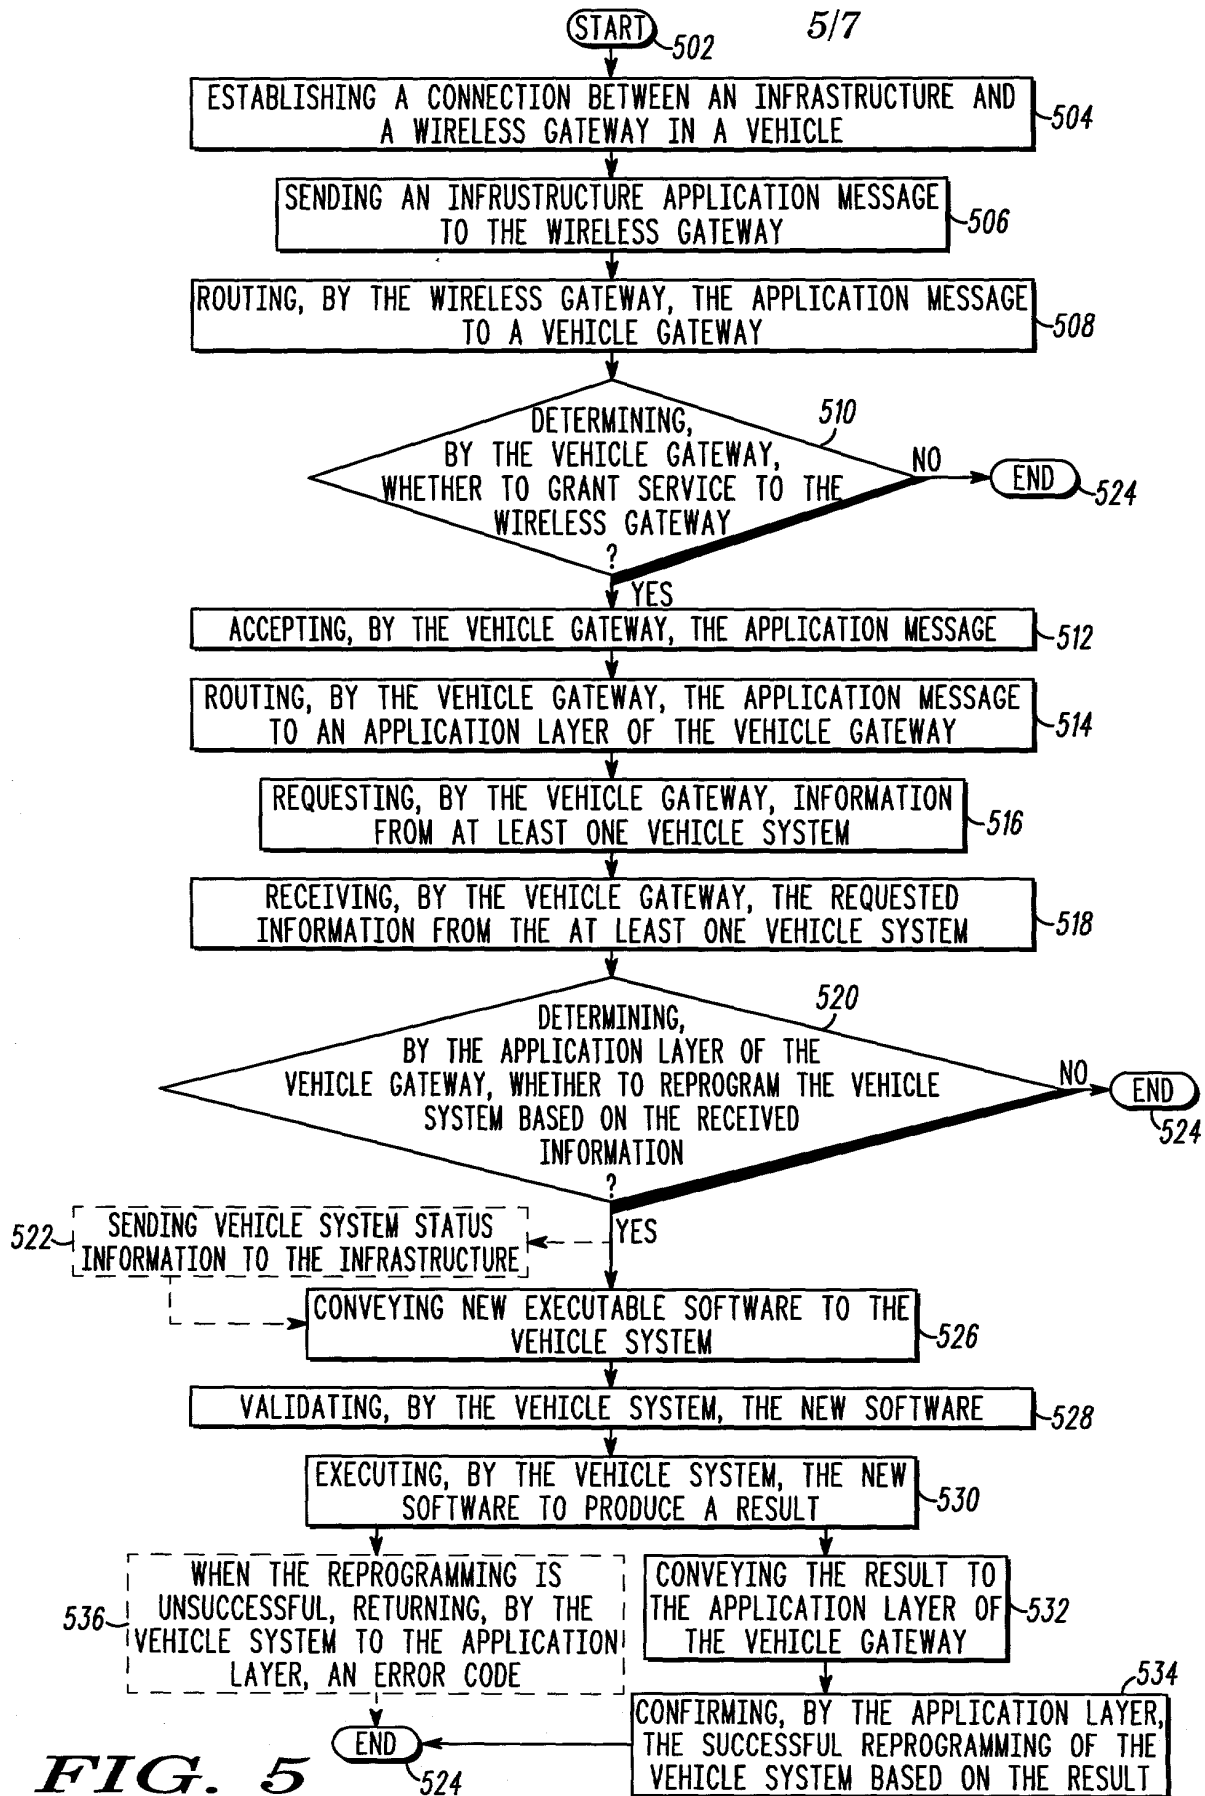 START
5/7
502
ESTABLISHING A CONNECTION BETWEEN AN INFRASTRUCTURE AND
A WIRELESS GATEWAY IN A VEHICLE
504
SENDING AN INFRUSTRUCTURE APPLICATION MESSAGE
TO THE WIRELESS GATEWAY
506
ROUTING, BY THE WIRELESS GATEWAY, THE APPLICATION MESSAGE
TO A VEHICLE GATEWAY
508
DETERMINING,
BY THE VEHICLE GATEWAY,
WHETHER TO GRANT SERVICE TO THE
WIRELESS GATEWAY
?
510
NO
END
524
YES
ACCEPTING, BY THE VEHICLE GATEWAY, THE APPLICATION MESSAGE
512
ROUTING, BY THE VEHICLE GATEWAY, THE APPLICATION MESSAGE
TO AN APPLICATION LAYER OF THE VEHICLE GATEWAY
514
REQUESTING, BY THE VEHICLE GATEWAY, INFORMATION
FROM AT LEAST ONE VEHICLE SYSTEM
516
RECEIVING, BY THE VEHICLE GATEWAY, THE REQUESTED
INFORMATION FROM THE AT LEAST ONE VEHICLE SYSTEM
518
DETERMINING,
BY THE APPLICATION LAYER OF THE
VEHICLE GATEWAY, WHETHER TO REPROGRAM THE VEHICLE
SYSTEM BASED ON THE RECEIVED
INFORMATION
?
520
NO
END
524
YES
522
SENDING VEHICLE SYSTEM STATUS
INFORMATION TO THE INFRASTRUCTURE
CONVEYING NEW EXECUTABLE SOFTWARE TO THE
VEHICLE SYSTEM
526
VALIDATING, BY THE VEHICLE SYSTEM, THE NEW SOFTWARE
528
EXECUTING, BY THE VEHICLE SYSTEM, THE NEW
SOFTWARE TO PRODUCE A RESULT
530
536
WHEN THE REPROGRAMMING IS
UNSUCCESSFUL, RETURNING, BY THE
VEHICLE SYSTEM TO THE APPLICATION
LAYER, AN ERROR CODE
CONVEYING THE RESULT TO
THE APPLICATION LAYER OF
THE VEHICLE GATEWAY
532
534
CONFIRMING, BY THE APPLICATION LAYER,
THE SUCCESSFUL REPROGRAMMING OF THE
VEHICLE SYSTEM BASED ON THE RESULT
END
524
FIG. 5